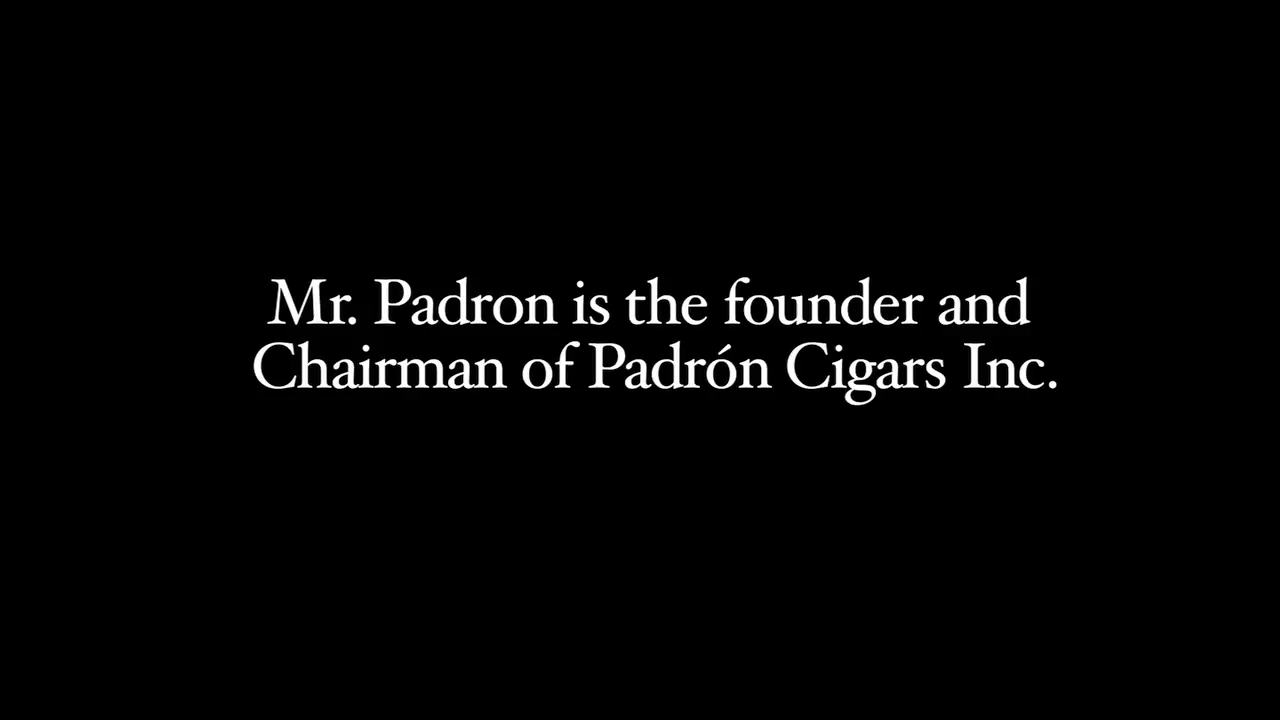 Mr. Padron is the founder and
Chairman of Padrón Cigars Inc.